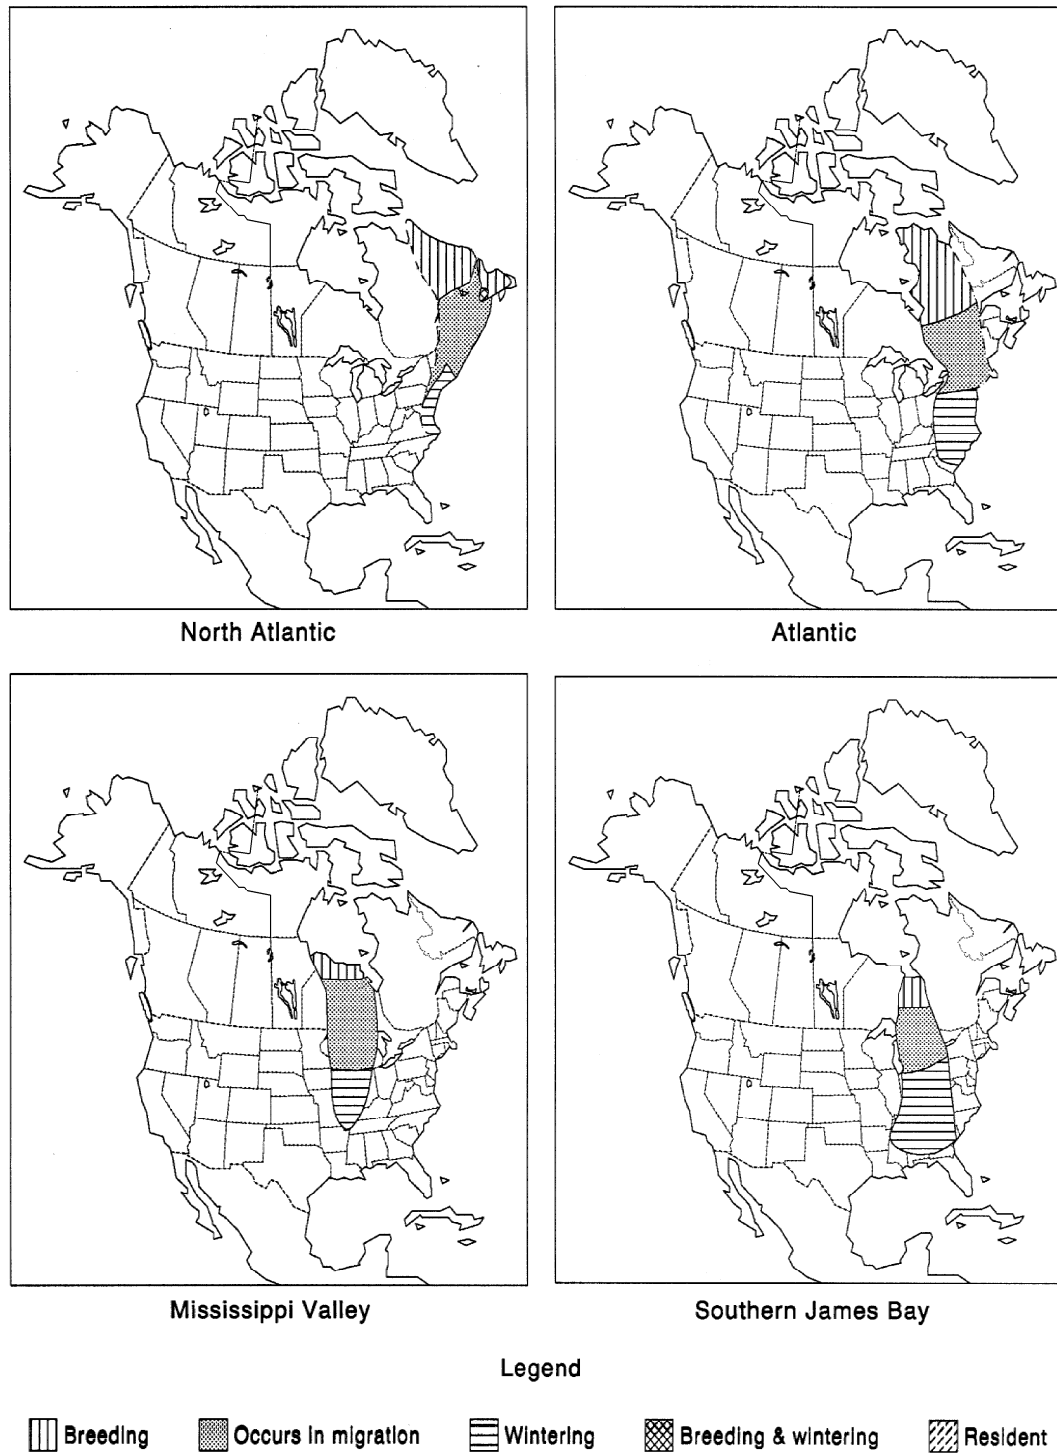 North Atlantic
Atlantic
Mississippi Valley
Southern James Bay
Legend
Breeding
Occurs in migration
Wintering
Breeding & wintering
Resident